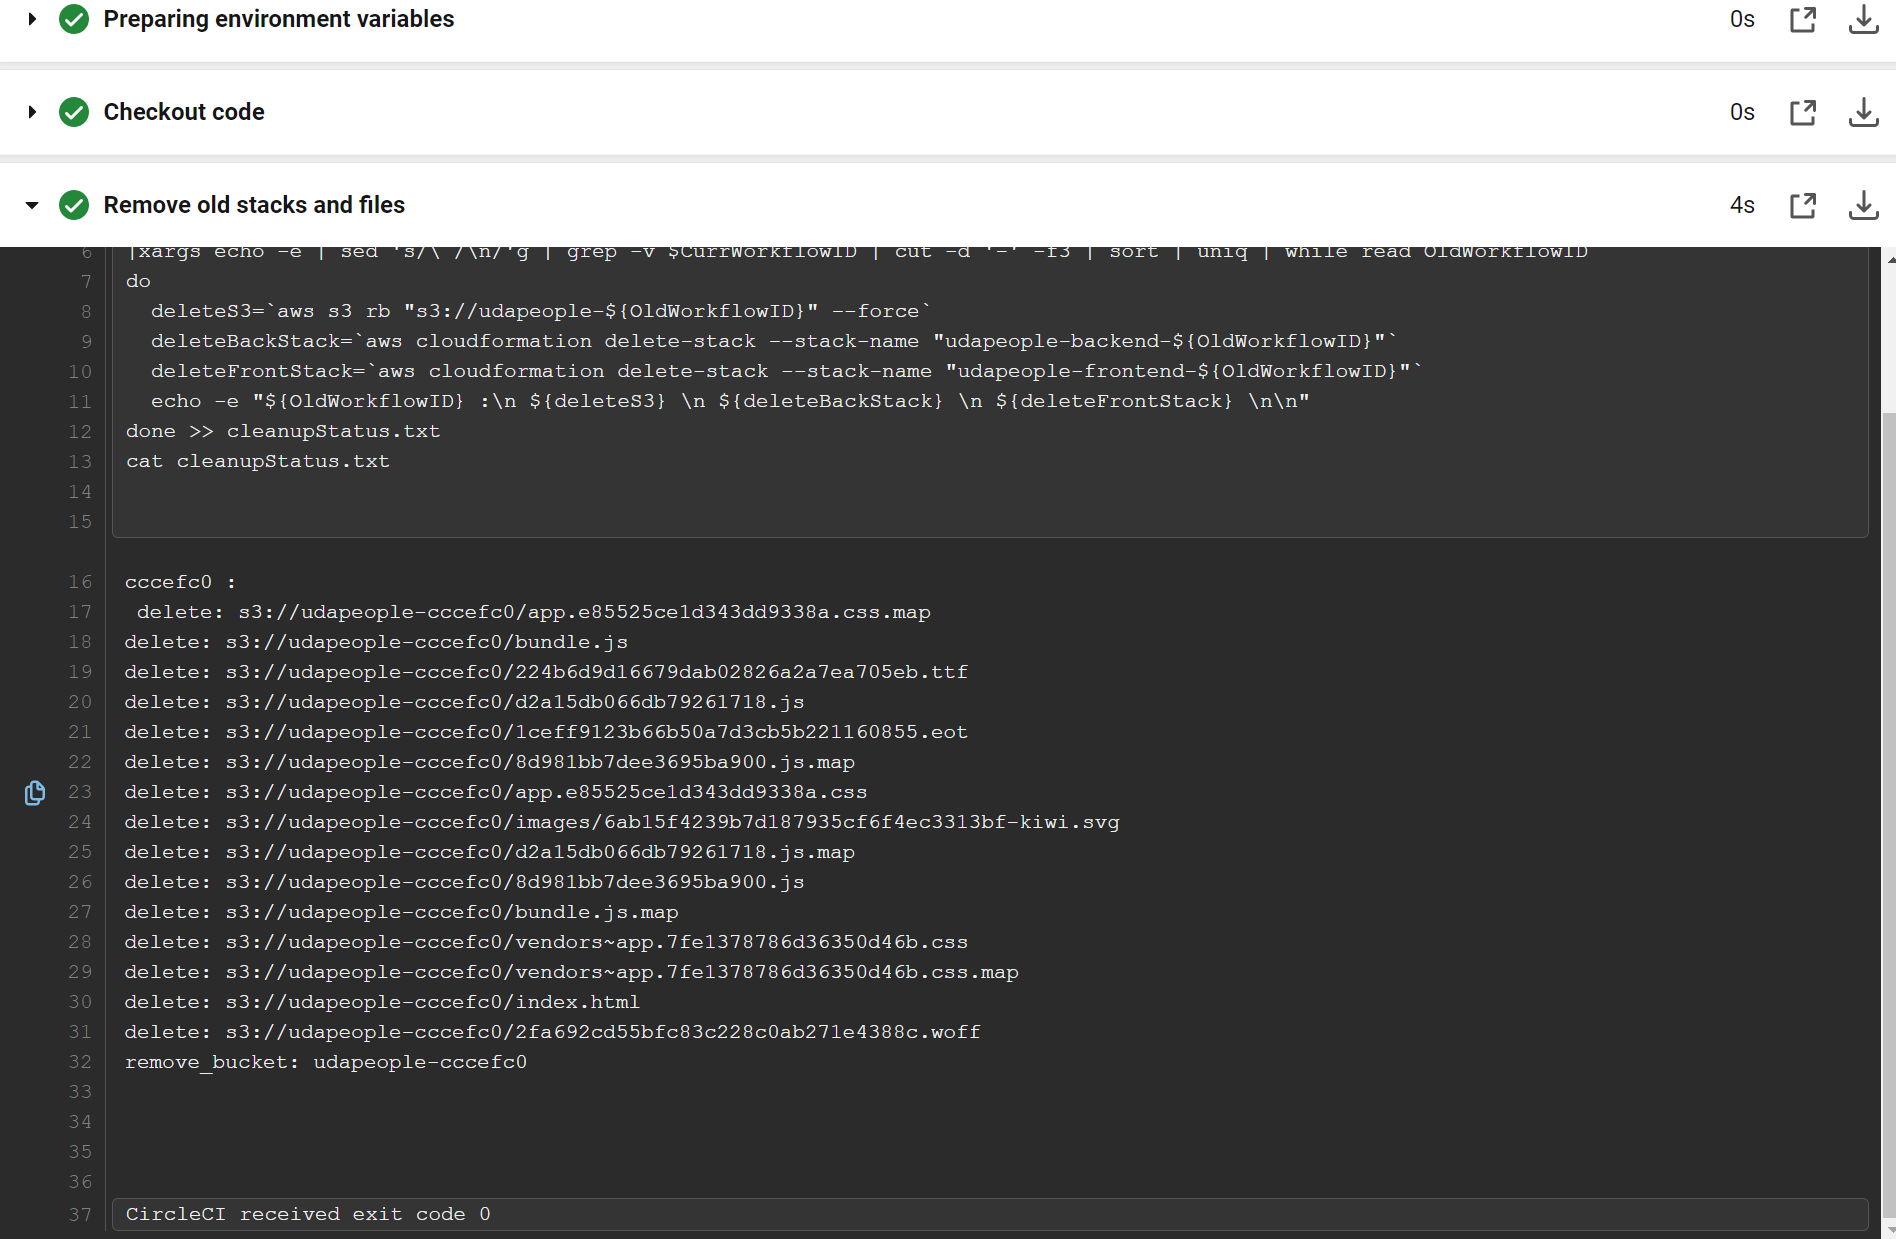 Preparing environment variables 0s
Checkout code 0s
Remove old stacks and files 4s
6 |xargs echo -e | sed 's/\ /\n/'g | grep -v $CurrWorkflowID | cut -d '-' -f3 | sort | uniq | while read OldWorkflowID
7 do
8   deleteS3=`aws s3 rb "s3://udapeople-${OldWorkflowID}" --force`
9   deleteBackStack=`aws cloudformation delete-stack --stack-name "udapeople-backend-${OldWorkflowID}"`
10   deleteFrontStack=`aws cloudformation delete-stack --stack-name "udapeople-frontend-${OldWorkflowID}"`
11   echo -e "${OldWorkflowID} :\n ${deleteS3} \n ${deleteBackStack} \n ${deleteFrontStack} \n\n"
12 done >> cleanupStatus.txt
13 cat cleanupStatus.txt
14
15
16 cccefc0 :
17  delete: s3://udapeople-cccefc0/app.e85525ce1d343dd9338a.css.map
18 delete: s3://udapeople-cccefc0/bundle.js
19 delete: s3://udapeople-cccefc0/224b6d9d16679dab02826a2a7ea705eb.ttf
20 delete: s3://udapeople-cccefc0/d2a15db066db79261718.js
21 delete: s3://udapeople-cccefc0/1ceff9123b66b50a7d3cb5b221160855.eot
22 delete: s3://udapeople-cccefc0/8d981bb7dee3695ba900.js.map
23 delete: s3://udapeople-cccefc0/app.e85525ce1d343dd9338a.css
24 delete: s3://udapeople-cccefc0/images/6ab15f4239b7d187935cf6f4ec3313bf-kiwi.svg
25 delete: s3://udapeople-cccefc0/d2a15db066db79261718.js.map
26 delete: s3://udapeople-cccefc0/8d981bb7dee3695ba900.js
27 delete: s3://udapeople-cccefc0/bundle.js.map
28 delete: s3://udapeople-cccefc0/vendors~app.7fe1378786d36350d46b.css
29 delete: s3://udapeople-cccefc0/vendors~app.7fe1378786d36350d46b.css.map
30 delete: s3://udapeople-cccefc0/index.html
31 delete: s3://udapeople-cccefc0/2fa692cd55bfc83c228c0ab271e4388c.woff
32 remove_bucket: udapeople-cccefc0
33
34
35
36
37 CircleCI received exit code 0